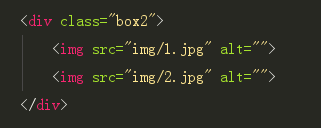 <div class="box2">
<img src="img/1.jpg" alt="">
<img src="img/2.jpg" alt="">
</div>